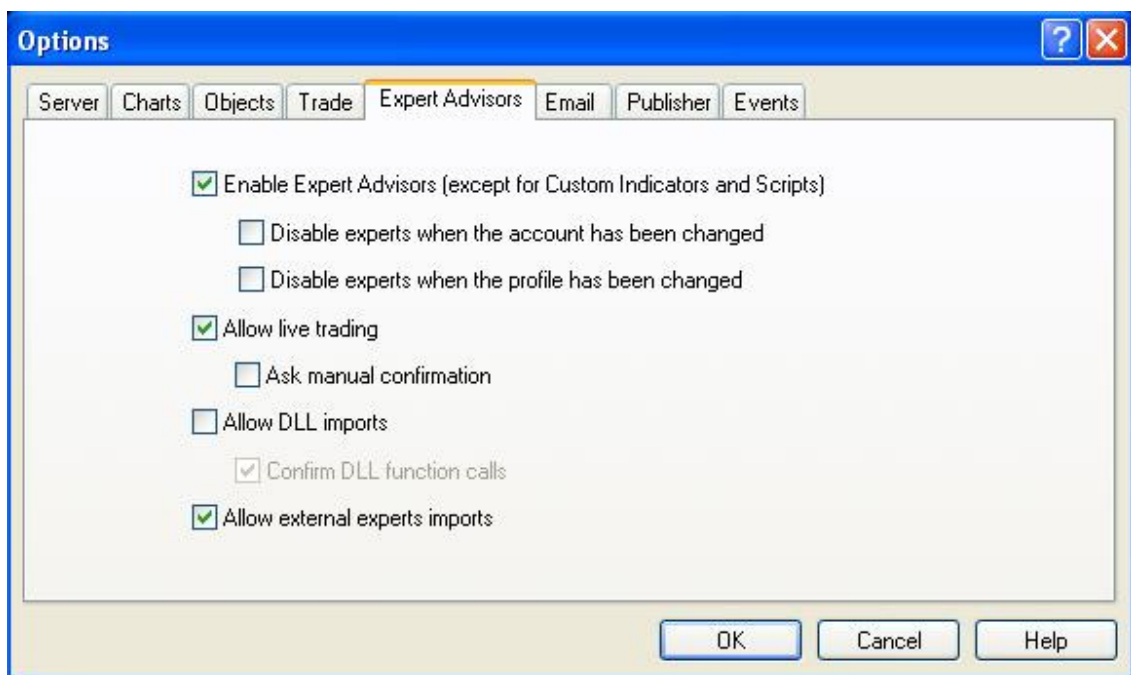 Options
Server Charts Objects Trade Expert Advisors Email Publisher Events
Enable Expert Advisors (except for Custom Indicators and Scripts)
Disable experts when the account has been changed
Disable experts when the profile has been changed
Allow live trading
Ask manual confirmation
Allow DLL imports
Confirm DLL function calls
Allow external experts imports
OK Cancel Help